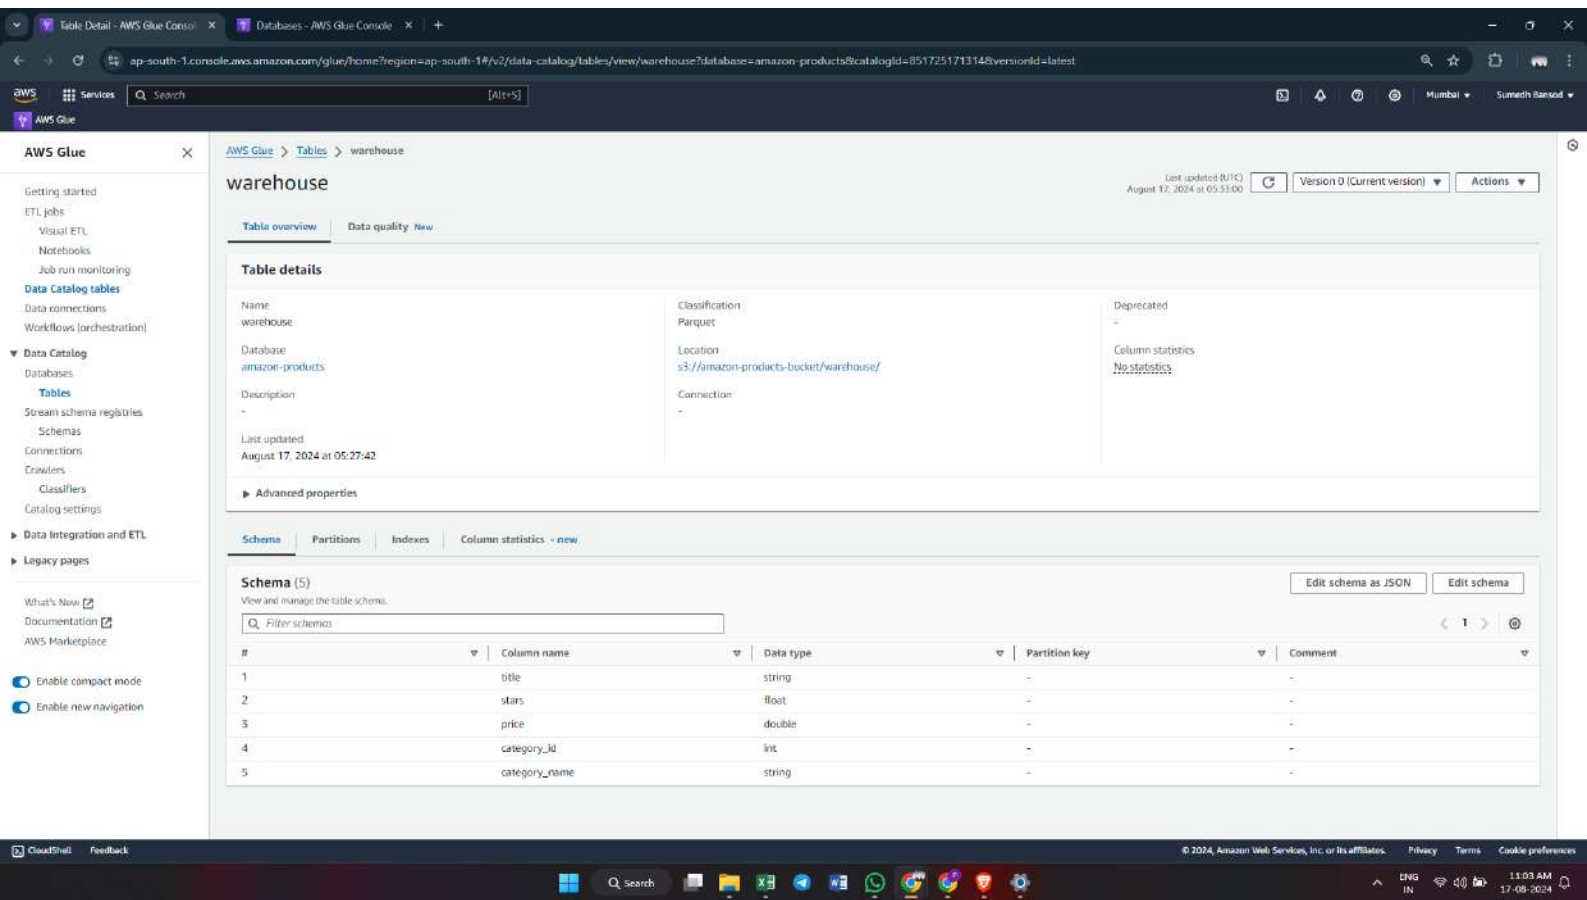 Table Detail - AWS Glue Consol
Databases - AWS Glue Console
ap-south-1.console.aws.amazon.com/glue/home?region=ap-south-1#/v2/data-catalog/tables/view/warehouse?database=amazon-products&catalogId=851725171314&versionId=latest
aws Services Search [Alt+S] Mumbai Sumedh Bansod
AWS Glue
AWS Glue
Getting started
ETL jobs
Visual ETL
Notebooks
Job run monitoring
Data Catalog tables
Data connections
Workflows (orchestration)
Data Catalog
Databases
Tables
Stream schema registries
Schemas
Connections
Crawlers
Classifiers
Catalog settings
Data Integration and ETL
Legacy pages
What's New
Documentation
AWS Marketplace
Enable compact mode
Enable new navigation
AWS Glue > Tables > warehouse
warehouse
Last updated (UTC)
August 17, 2024 at 05:33:00
Version 0 (Current version)
Actions
Table overview Data quality New
Table details
Name
warehouse
Database
amazon-products
Description
-
Last updated
August 17, 2024 at 05:27:42
Classification
Parquet
Location
s3://amazon-products-bucket/warehouse/
Connection
-
Deprecated
-
Column statistics
No statistics
Advanced properties
Schema Partitions Indexes Column statistics - new
Schema (5)
View and manage the table schema.
Edit schema as JSON
Edit schema
Filter schemas
1
# Column name Data type Partition key Comment
1 title string - -
2 stars float - -
3 price double - -
4 category_id int - -
5 category_name string - -
CloudShell Feedback © 2024, Amazon Web Services, Inc. or its affiliates. Privacy Terms Cookie preferences
Search
ENG
IN
11:03 AM
17-08-2024